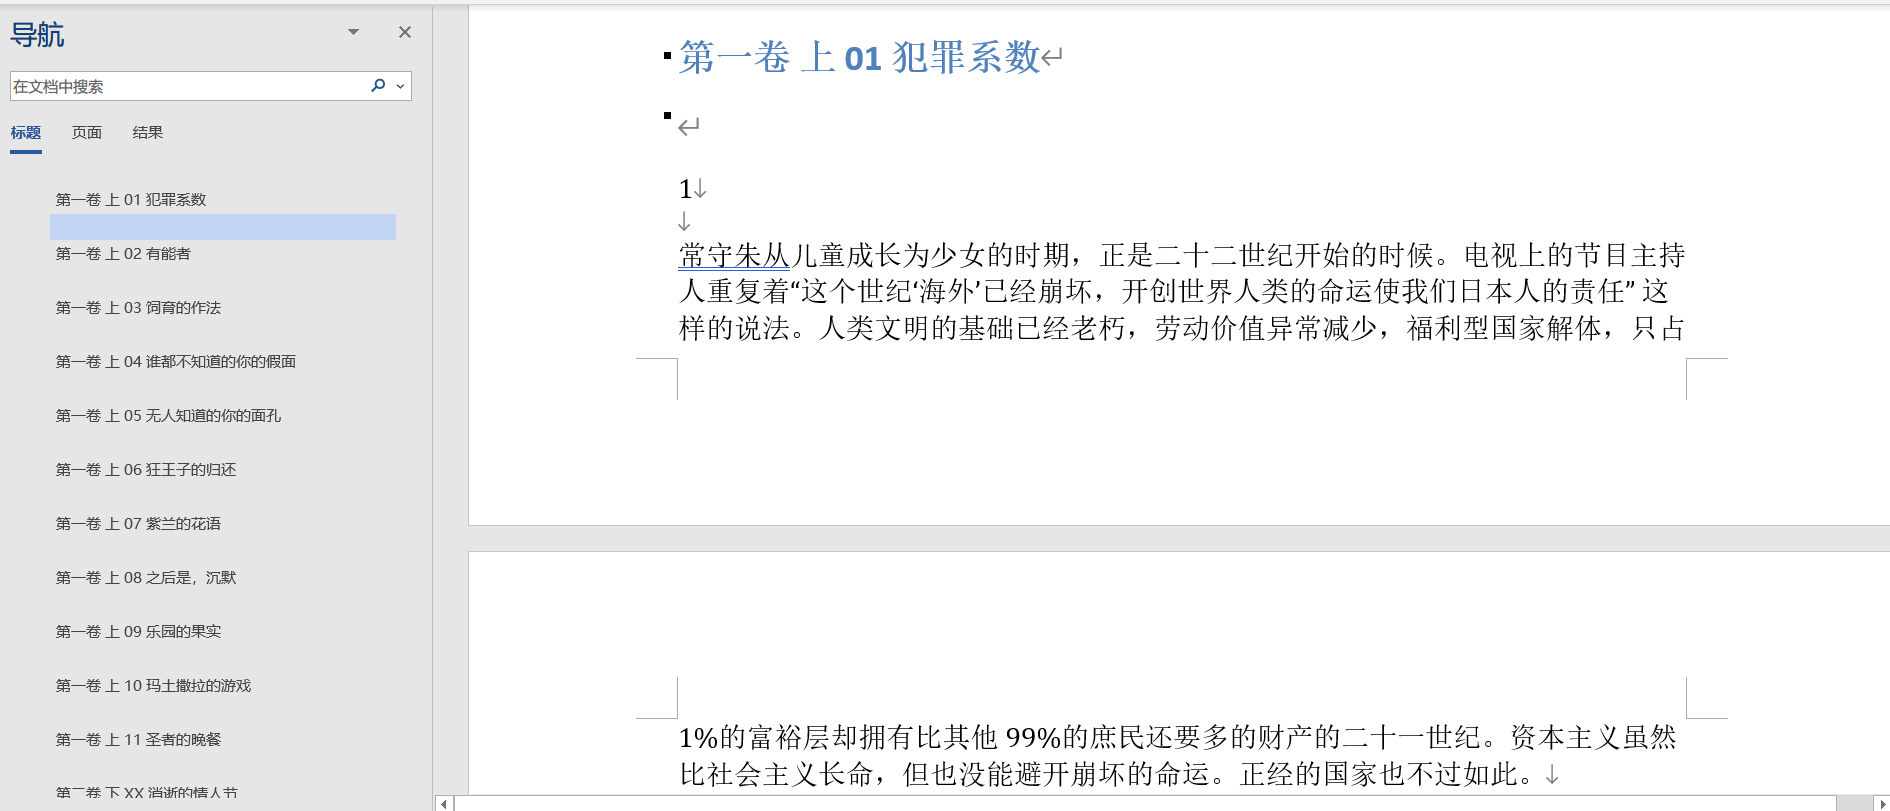 导航
在文档中搜索
标题 页面 结果
第一卷 上 01 犯罪系数
第一卷 上 02 有能者
第一卷 上 03 饲育的作法
第一卷 上 04 谁都不知道的你的假面
第一卷 上 05 无人知道的你的面孔
第一卷 上 06 狂王子的归还
第一卷 上 07 紫兰的花语
第一卷 上 08 之后是，沉默
第一卷 上 09 乐园的果实
第一卷 上 10 玛土撒拉的游戏
第一卷 上 11 圣者的晚餐
第二卷 下 XX 消逝的情人节
第一卷 上 01 犯罪系数↵
↵
1↓
↓
常守朱从儿童成长为少女的时期，正是二十二世纪开始的时候。电视上的节目主持
人重复着“这个世纪‘海外’已经崩坏，开创世界人类的命运使我们日本人的责任” 这
样的说法。人类文明的基础已经老朽，劳动价值异常减少，福利型国家解体，只占
1%的富裕层却拥有比其他 99%的庶民还要多的财产的二十一世纪。资本主义虽然
比社会主义长命，但也没能避开崩坏的命运。正经的国家也不过如此。↓